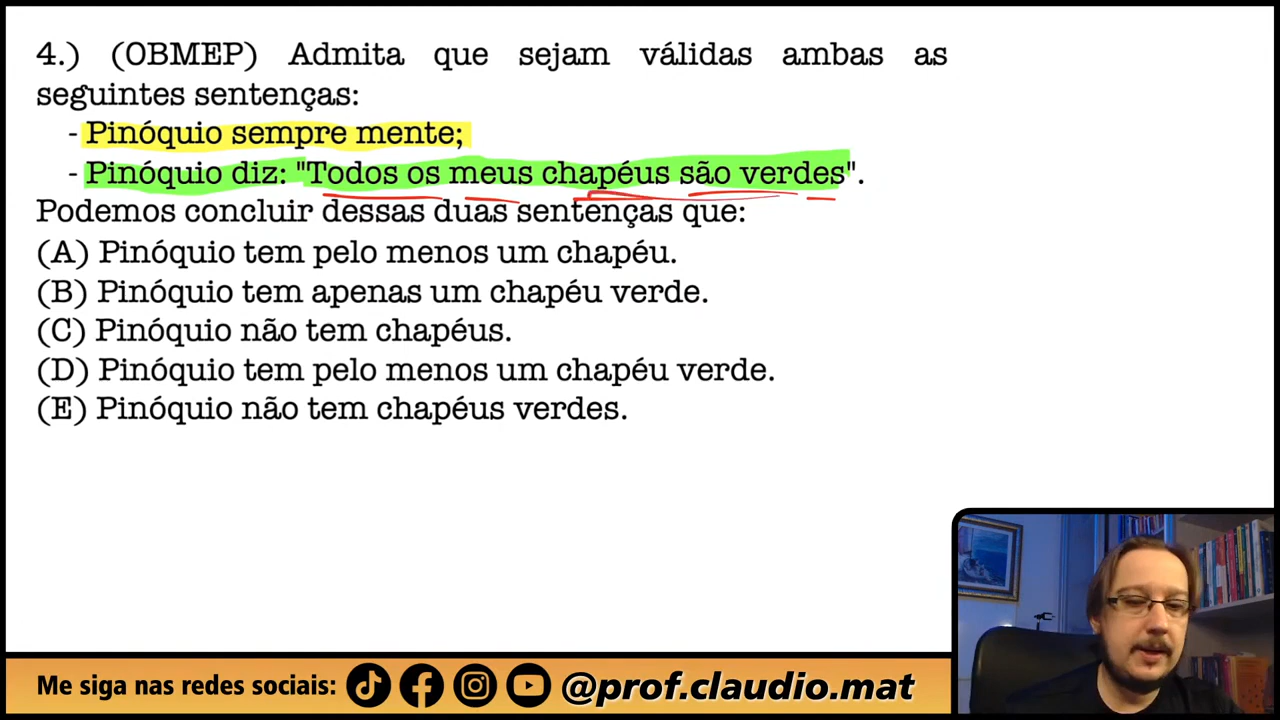 4.) (OBMEP) Admita que sejam válidas ambas as
seguintes sentenças:
- Pinóquio sempre mente;
- Pinóquio diz: "Todos os meus chapéus são verdes".
Podemos concluir dessas duas sentenças que:
(A) Pinóquio tem pelo menos um chapéu.
(B) Pinóquio tem apenas um chapéu verde.
(C) Pinóquio não tem chapéus.
(D) Pinóquio tem pelo menos um chapéu verde.
(E) Pinóquio não tem chapéus verdes.
Me siga nas redes sociais: @prof.claudio.mat